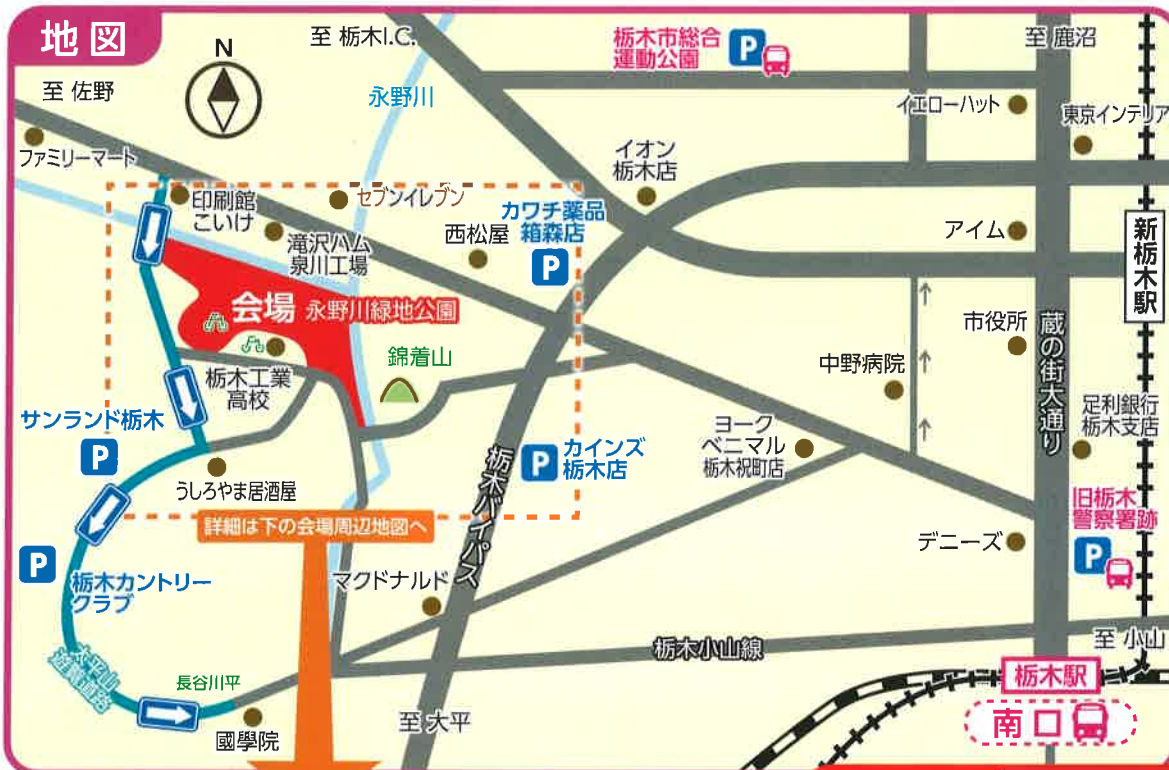 地図
N
至 栃木I.C.
永野川
栃木市総合
運動公園
P
至 鹿沼
至 佐野
イエローハット
東京インテリア
ファミリーマート
イオン
栃木店
印刷館
こいけ
セブンイレブン
カワチ薬品
箱森店
P
西松屋
滝沢ハム
泉川工場
アイム
新栃木駅
会場 永野川緑地公園
市役所
蔵の街大通り
錦着山
中野病院
栃木工業
高校
サンランド栃木
P
ヨーク
ベニマル
栃木祝町店
足利銀行
栃木支店
P
カインズ
栃木店
栃木バイパス
うしろやま居酒屋
旧栃木
警察署跡
P
詳細は下の会場周辺地図へ
デニーズ
P
栃木カントリー
クラブ
マクドナルド
栃木小山線
至 小山
太平山
遊覧道路
長谷川平
栃木駅
南口
國學院
至 大平